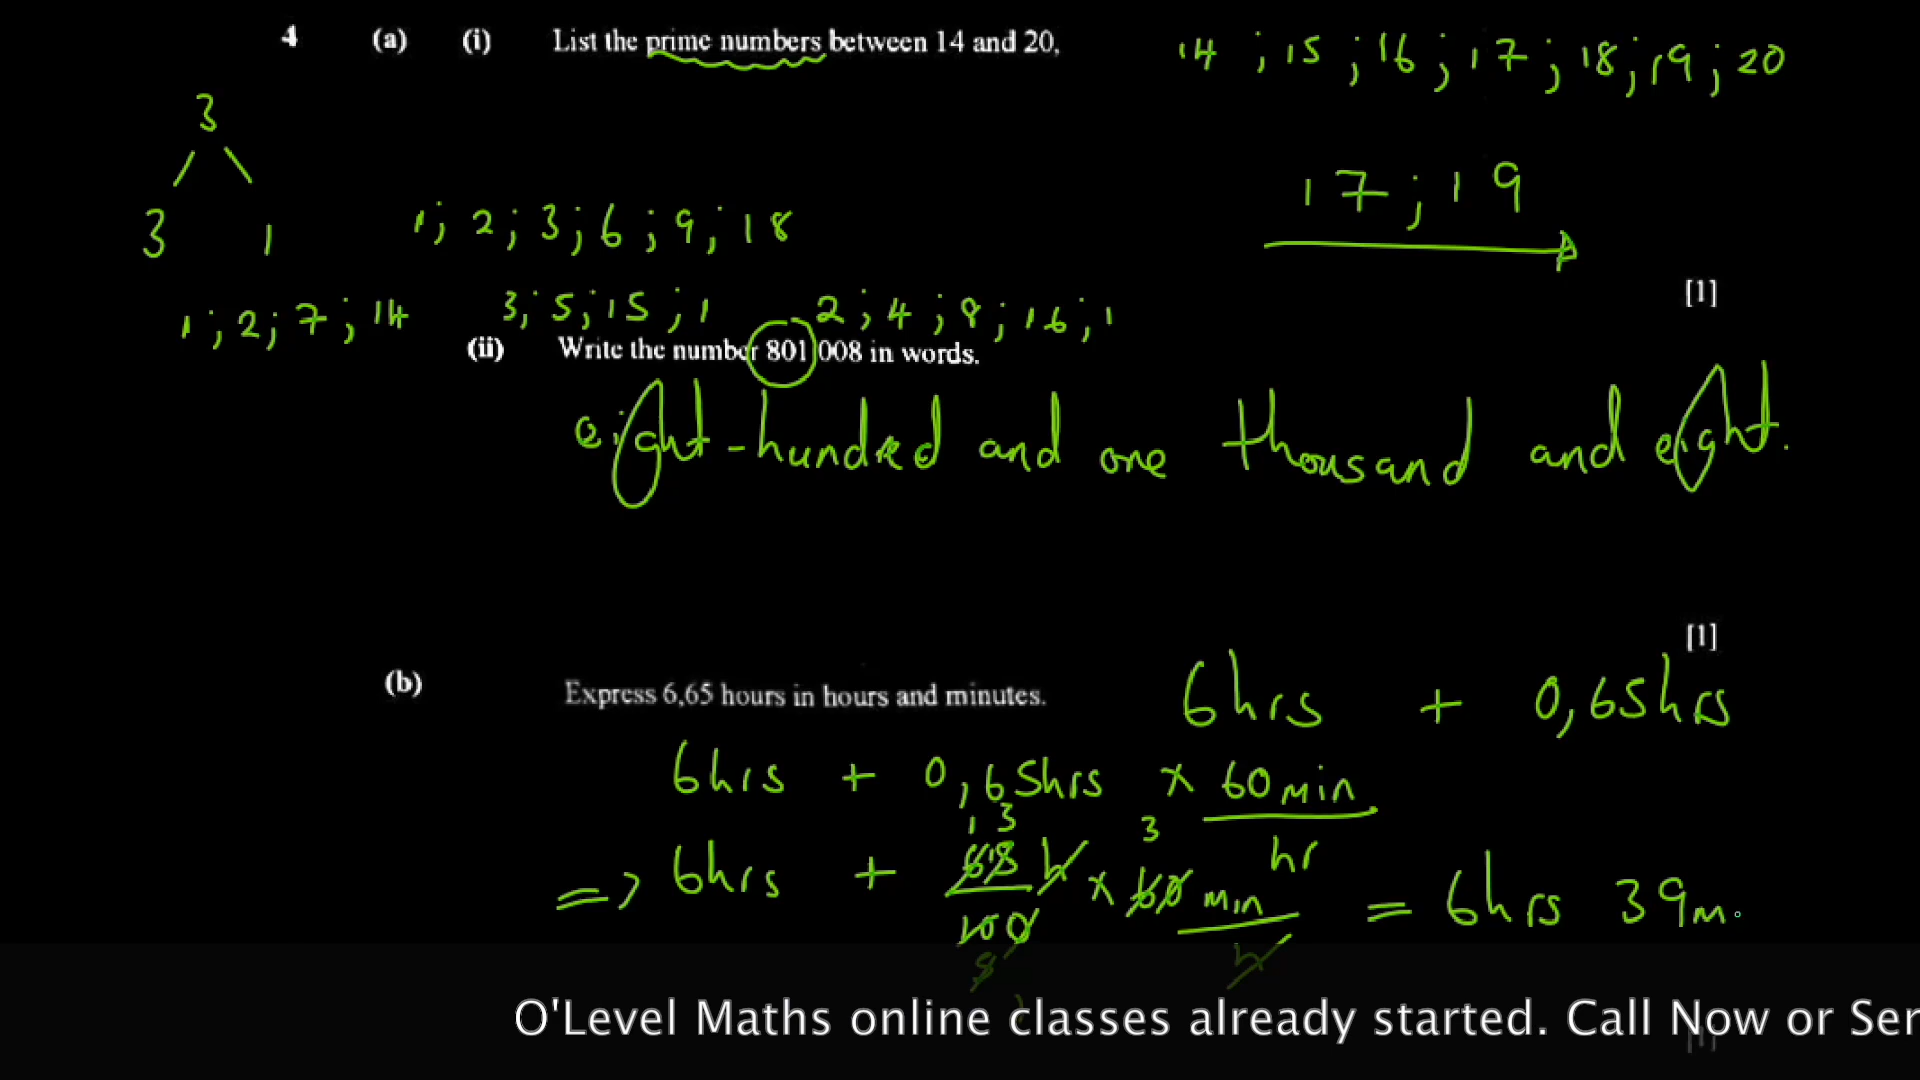 4 (a) (i) List the prime numbers between 14 and 20,
14 ; 15 ; 16 ; 17 ; 18 ; 19 ; 20
3
3 1
17 ; 19
1; 2 ; 3 ; 6 ; 9 ; 18
[1]
1 ; 2 ; 7 ; 14
3 ; 5 ; 15 ; 1
2 ; 4 ; 8 ; 16 ; 1
(ii) Write the number 801 008 in words.
eight-hundred and one thousand and eight.
[1]
(b) Express 6,65 hours in hours and minutes.
6hrs + 0,65hrs
6hrs + 0,65hrs x 60min
hr
13 3
=> 6hrs + 65 h x 60 min = 6hrs 39m
100 h
O'Level Maths online classes already started. Call Now or Ser
[1]